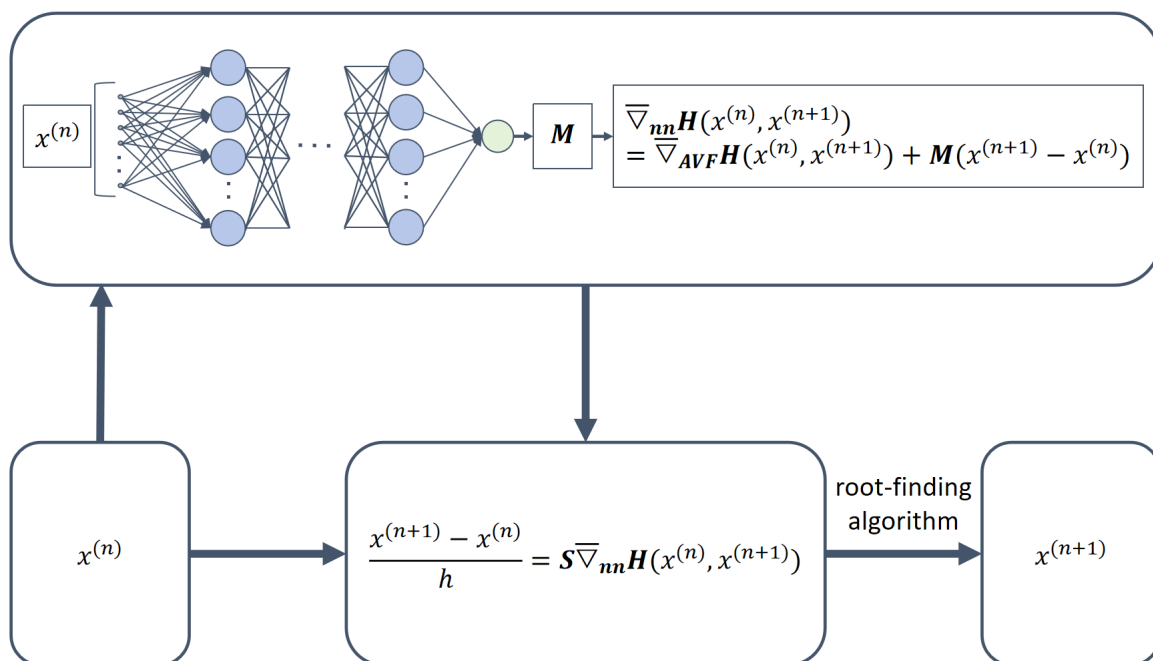 x^(n)
. . .
M
∇̅_nn H(x^(n), x^(n+1))
= ∇̅_AVF H(x^(n), x^(n+1)) + M(x^(n+1) − x^(n))
x^(n)
(x^(n+1) − x^(n)) / h = S∇̅_nn H(x^(n), x^(n+1))
root-finding
algorithm
x^(n+1)